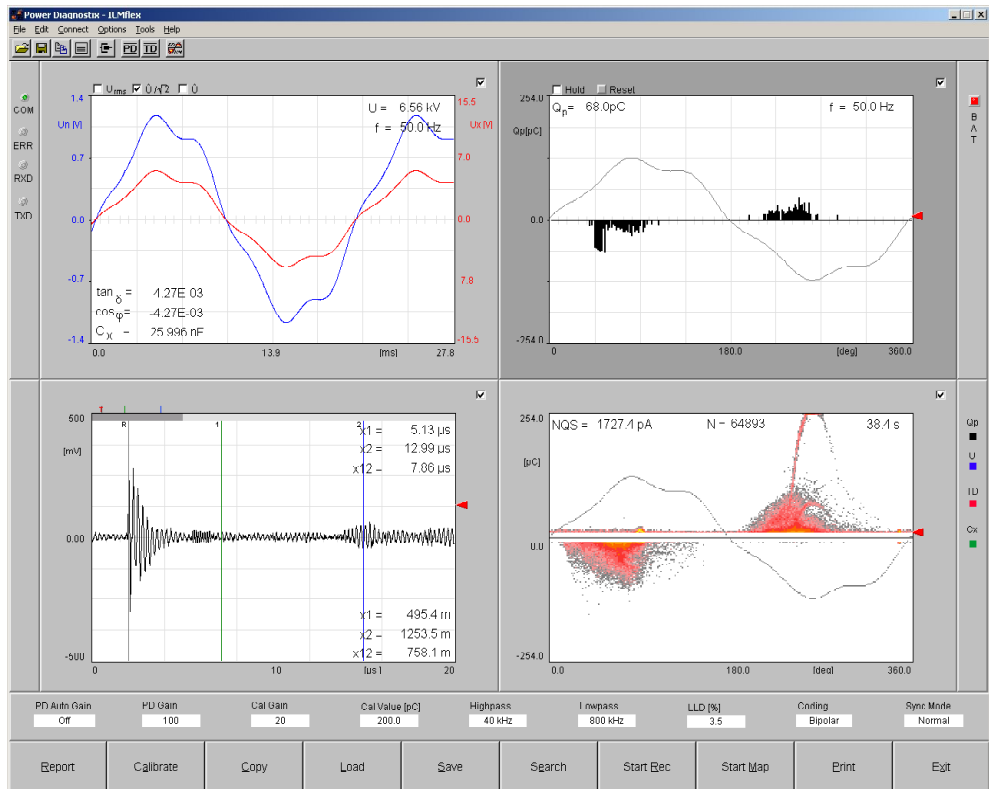 Power Diagnostix - ICMflex
File Edit Connect Options Tools Help
PD TD
COM
ERR
RXD
TXD
Urms Û/√2 Û
U = 6.56 kV
f = 50.0 Hz
1.4
Un [V]
0.7
0.0
-0.7
-1.4
15.5
Ux [V]
7.0
0.0
7.8
-15.5
tan δ = 4.27E 03
cos φ = -4.27E-03
Cx - 25.996 nF
0.0 13.9 [ms] 27.8
Hold Reset
Qp= 68.0pC f = 50.0 Hz
254.0
Qp[pC]
0.0
-254.0
0 180.0 [deg] 360.0
B
A
T
500
[mV]
0.00
-500
R 1 2
x1 = 5.13 µs
x2 = 12.99 µs
x12 - 7.86 µs
x1 = 495.4 m
x2 - 1253.5 m
x12 = 758.1 m
0 10 [us] 20
NQS = 1727.4 pA N - 64893 38.4 s
254.0
[pC]
0.0
-254.0
0.0 180.0 [deg] 360.0
Qp
U
TD
Cx
PD Auto Gain PD Gain Cal Gain Cal Value [pC] Highpass Lowpass LLD [%] Coding Sync Mode
Off 100 20 200.0 40 kHz 800 kHz 3.5 Bipolar Normal
Report Calibrate Copy Load Save Search Start Rec Start Map Print Exit